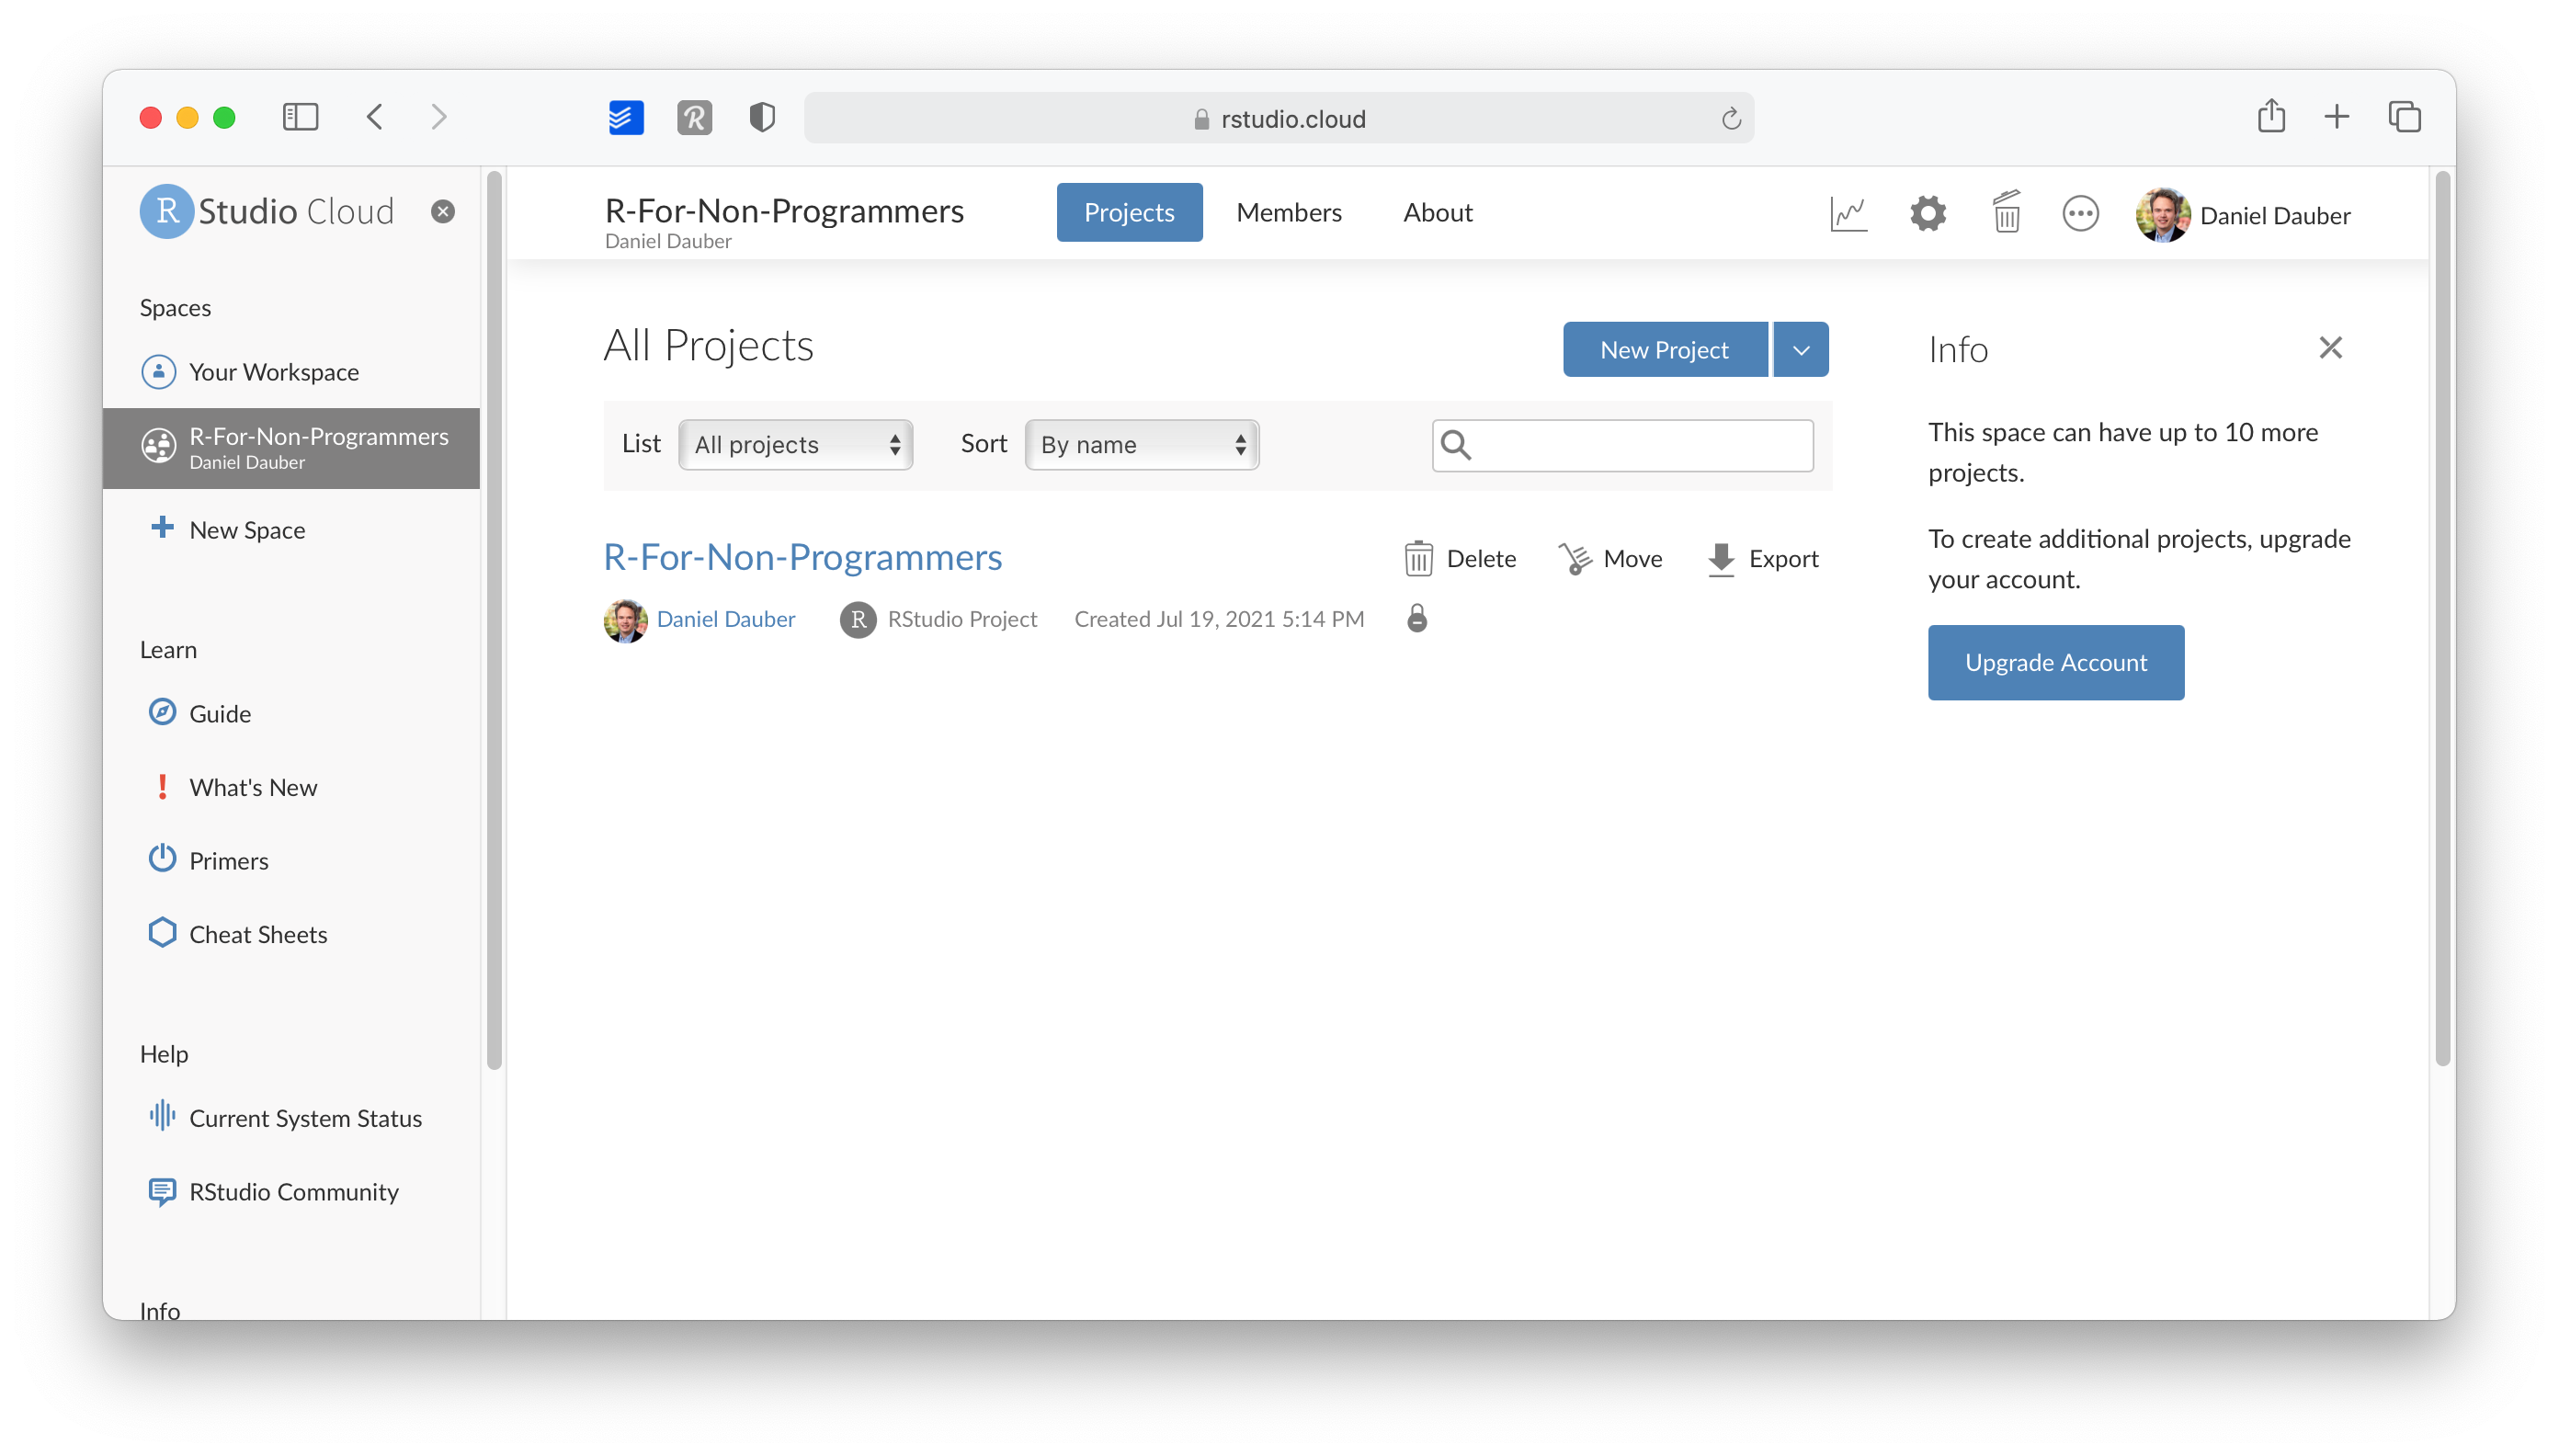 rstudio.cloud
R Studio Cloud
Spaces
Your Workspace
R-For-Non-Programmers
Daniel Dauber
New Space
Learn
Guide
What's New
Primers
Cheat Sheets
Help
Current System Status
RStudio Community
Info
R-For-Non-Programmers
Daniel Dauber
Projects
Members
About
Daniel Dauber
All Projects
New Project
List
All projects
Sort
By name
R-For-Non-Programmers
Delete
Move
Export
Daniel Dauber
R
RStudio Project
Created Jul 19, 2021 5:14 PM
Info
This space can have up to 10 more
projects.
To create additional projects, upgrade
your account.
Upgrade Account